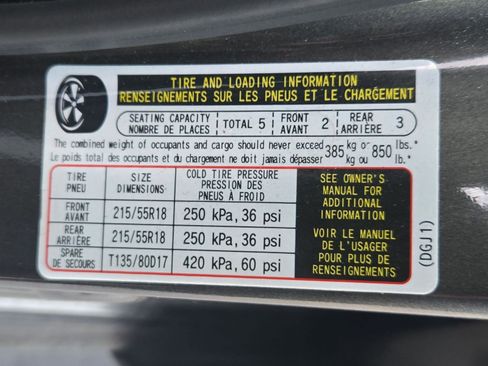 TIRE AND LOADING INFORMATION
RENSEIGNEMENTS SUR LES PNEUS ET LE CHARGEMENT
SEATING CAPACITY
NOMBRE DE PLACES
TOTAL 5
FRONT
AVANT
2
REAR
ARRIÈRE
3
The combined weight of occupants and cargo should never exceed
Le poids total des occupants et du chargement ne doit jamais dépasser
385 kg or 850 lbs.
kg ou lb.
TIRE
PNEU
SIZE
DIMENSIONS
COLD TIRE PRESSURE
PRESSION DES
PNEUS À FROID
FRONT
AVANT
215/55R18
250 kPa, 36 psi
REAR
ARRIÈRE
215/55R18
250 kPa, 36 psi
SPARE
DE SECOURS
T135/80D17
420 kPa, 60 psi
SEE OWNER'S
MANUAL FOR
ADDITIONAL
INFORMATION
VOIR LE MANUEL
DE L'USAGER
POUR PLUS DE
RENSEIGNEMENTS
(DGJ1)